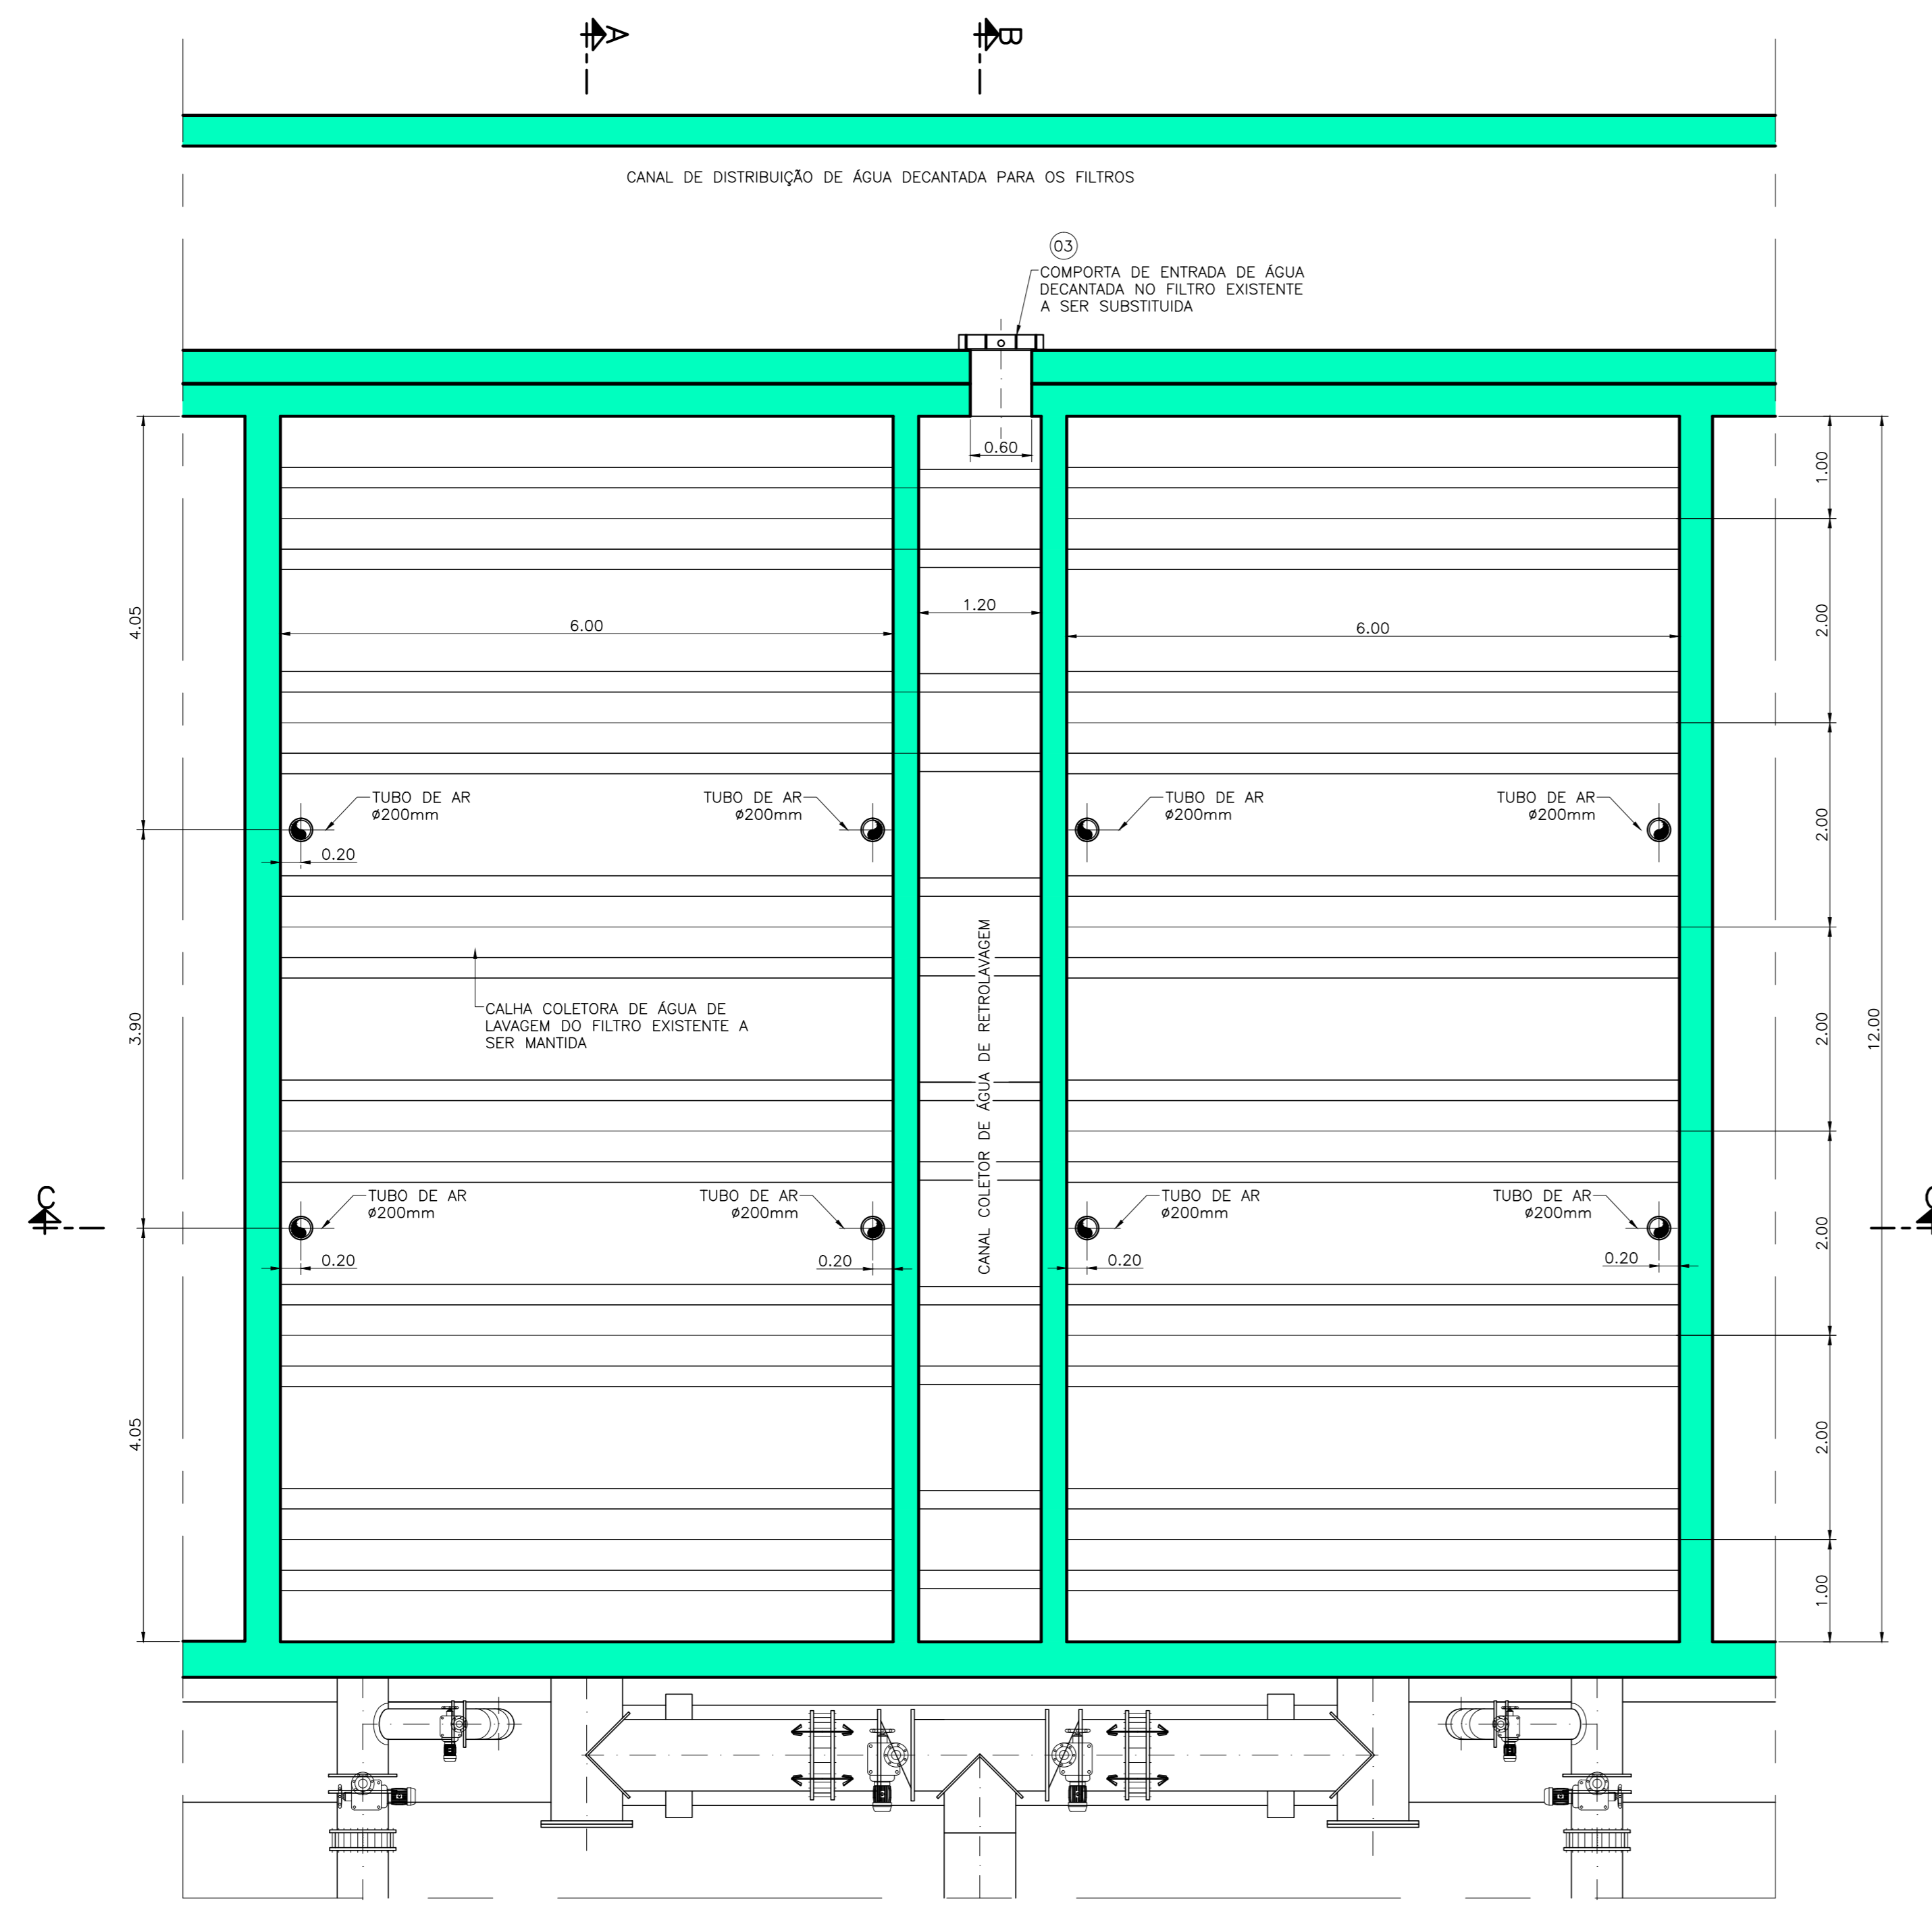 A
B
CANAL DE DISTRIBUIÇÃO DE ÁGUA DECANTADA PARA OS FILTROS
03
COMPORTA DE ENTRADA DE ÁGUA
DECANTADA NO FILTRO EXISTENTE
A SER SUBSTITUIDA
0.60
1.00
4.05
1.20
2.00
6.00
6.00
TUBO DE AR
ø200mm
TUBO DE AR
ø200mm
TUBO DE AR
ø200mm
TUBO DE AR
ø200mm
2.00
0.20
CANAL COLETOR DE ÁGUA DE RETROLAVAGEM
CALHA COLETORA DE ÁGUA DE
LAVAGEM DO FILTRO EXISTENTE A
SER MANTIDA
3.90
2.00
12.00
C
C
TUBO DE AR
ø200mm
TUBO DE AR
ø200mm
TUBO DE AR
ø200mm
TUBO DE AR
ø200mm
2.00
0.20
0.20
0.20
0.20
4.05
2.00
1.00